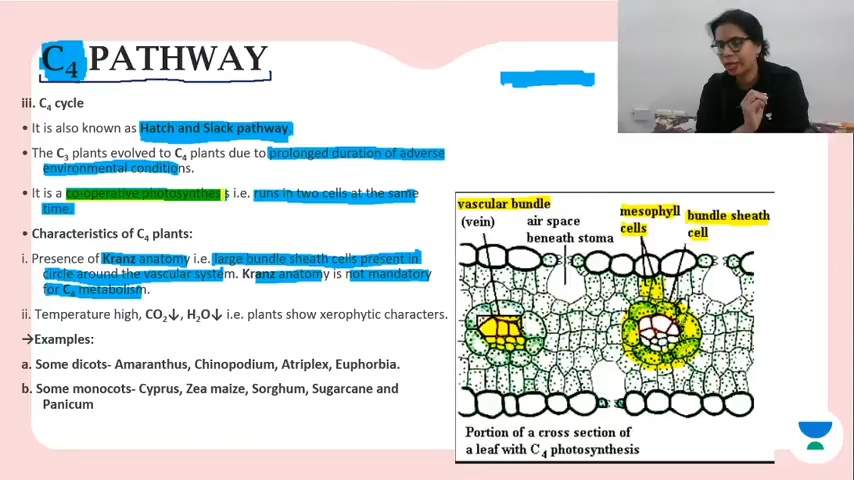 C4 PATHWAY
iii. C4 cycle
• It is also known as Hatch and Slack pathway.
• The C3 plants evolved to C4 plants due to prolonged duration of adverse
environmental conditions.
• It is a co-operative photosynthesis i.e. runs in two cells at the same
time.
• Characteristics of C4 plants:
i. Presence of Kranz anatomy i.e. large bundle sheath cells present in
circle around the vascular system. Kranz anatomy is not mandatory
for C4 metabolism.
ii. Temperature high, CO2↓, H2O↓ i.e. plants show xerophytic characters.
→Examples:
a. Some dicots- Amaranthus, Chinopodium, Atriplex, Euphorbia.
b. Some monocots- Cyprus, Zea maize, Sorghum, Sugarcane and
Panicum
vascular bundle
(vein)
air space
beneath stoma
mesophyll
cells
bundle sheath
cell
Portion of a cross section of
a leaf with C4 photosynthesis